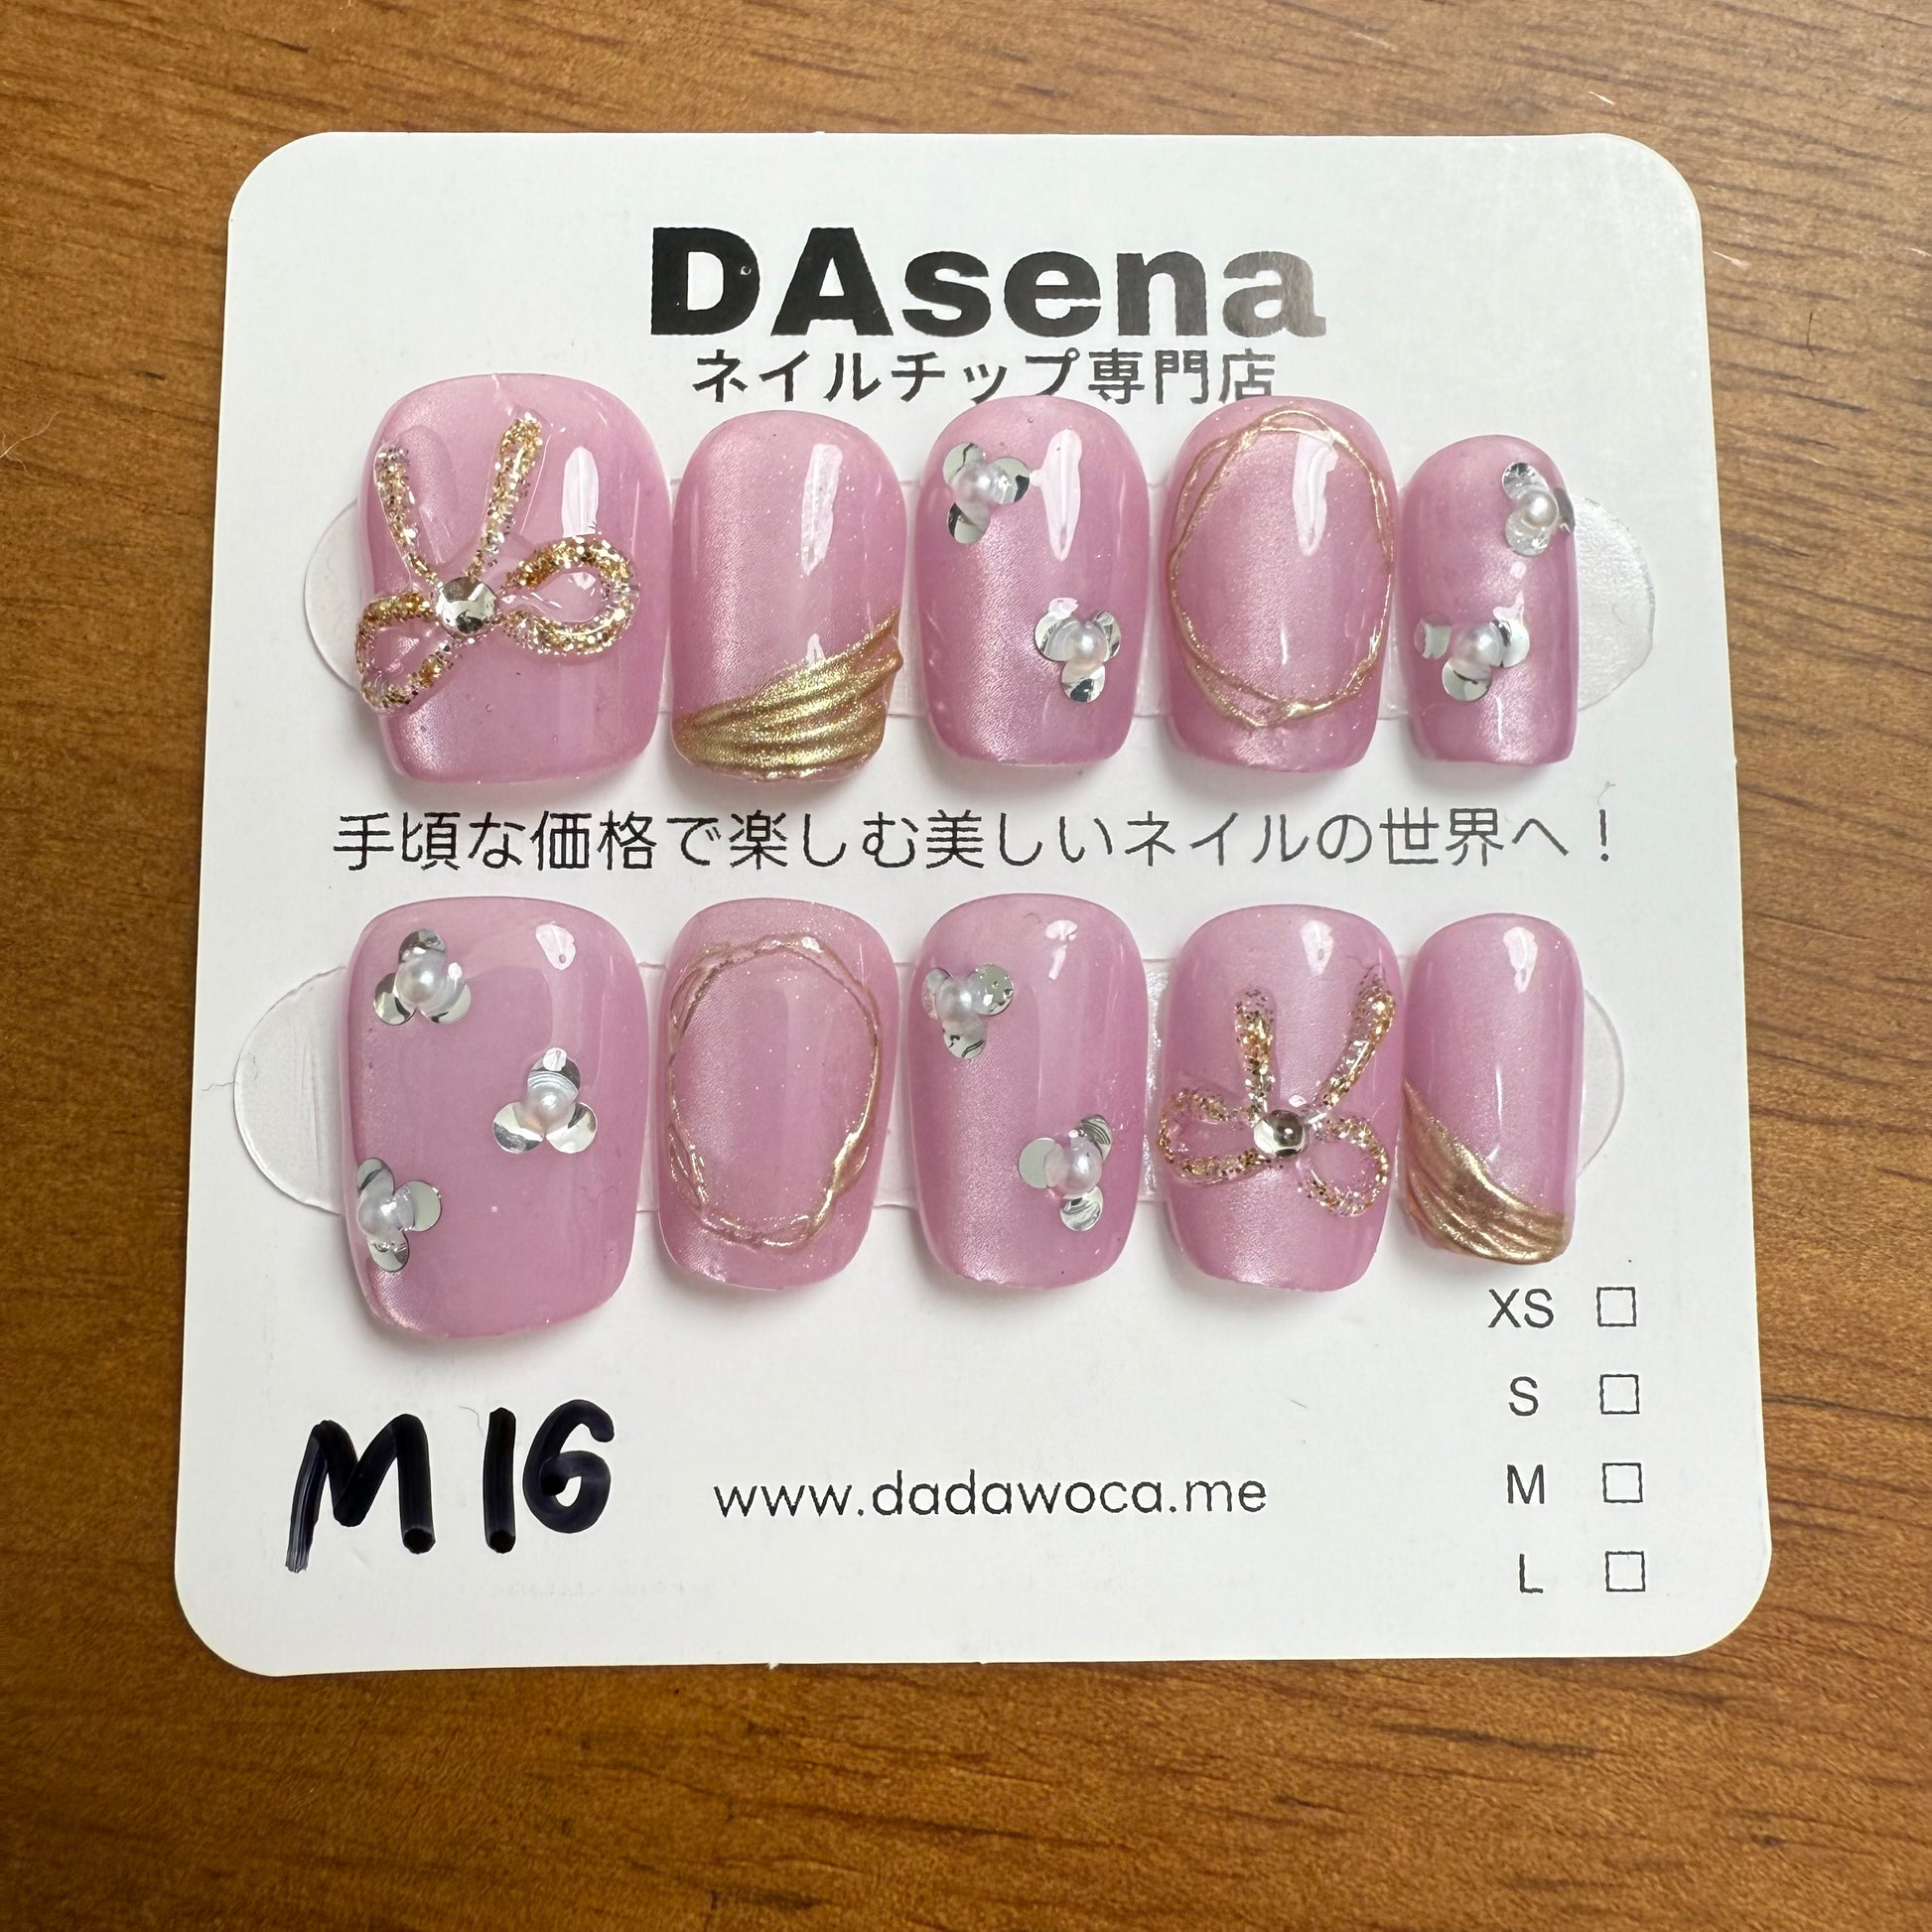 DAsena
ネイルチップ専門店
手頃な価格で楽しむ美しいネイルの世界へ！
XS □
S □
M □
L □
M16
www.dadawoca.me